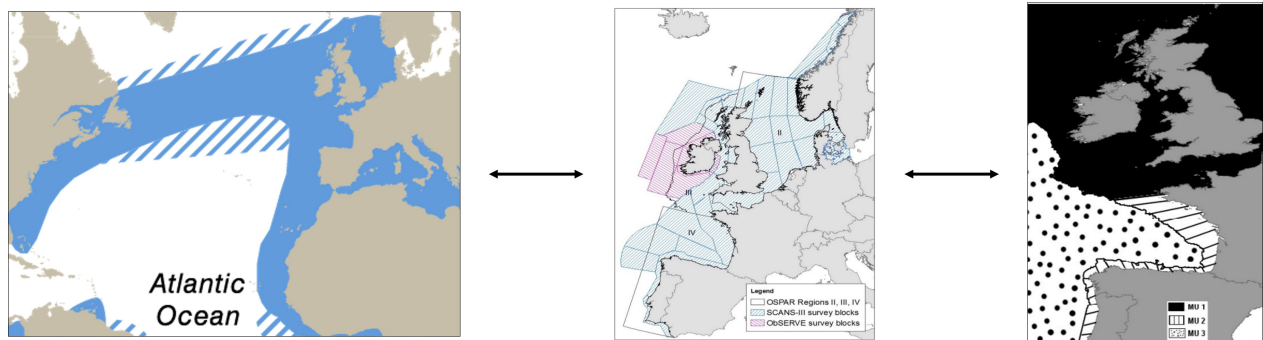 Atlantic
Ocean
II
III
IV
Legend
OSPAR Regions II, III, IV
SCANS-III survey blocks
ObSERVE survey blocks
MU 1
MU 2
MU 3